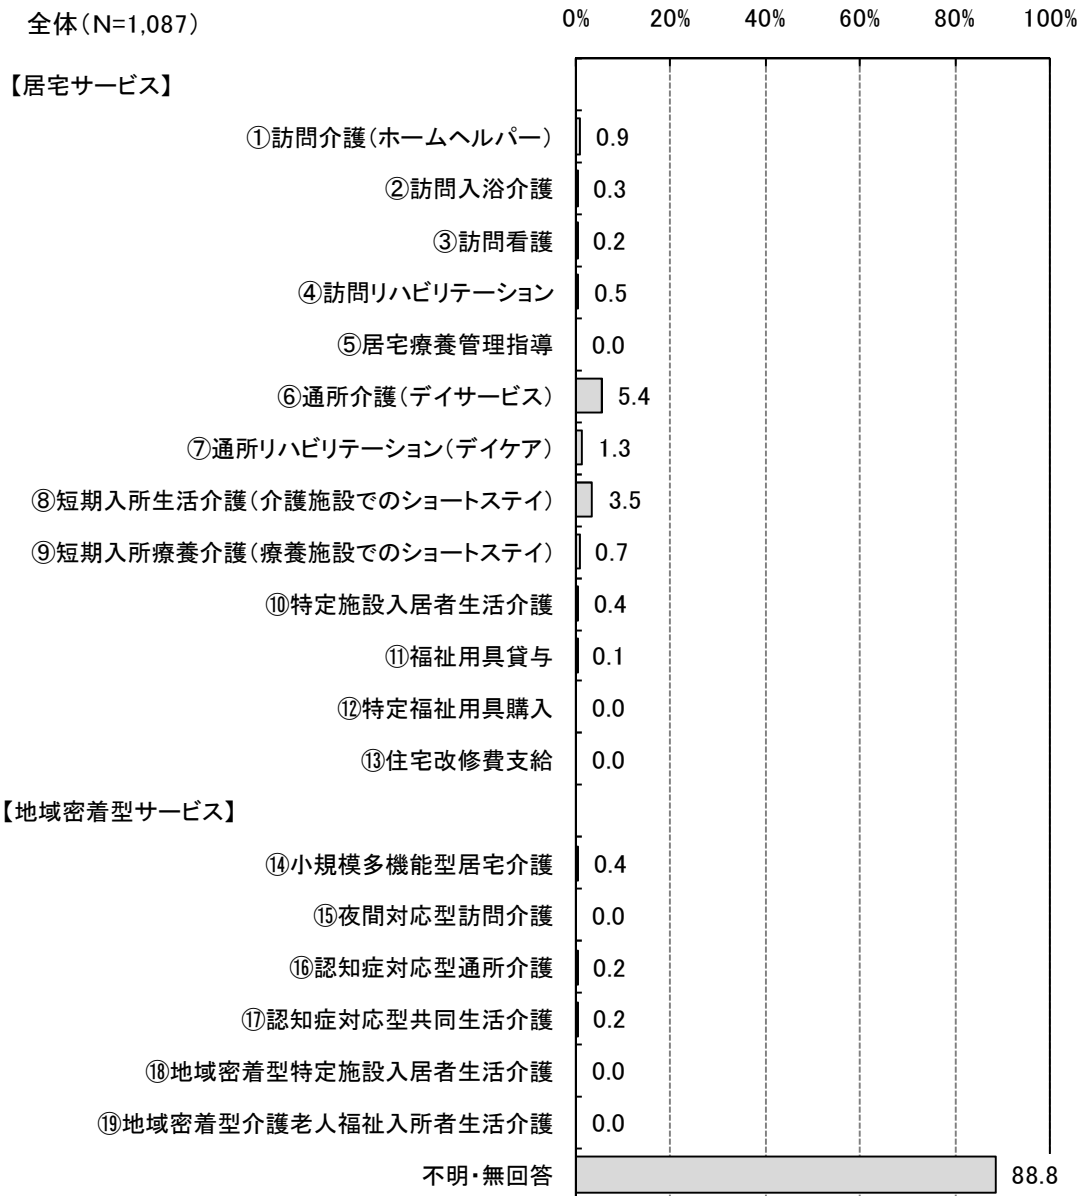 全体(N=1,087)
0% 20% 40% 60% 80% 100%
【居宅サービス】
①訪問介護(ホームヘルパー) 0.9
②訪問入浴介護 0.3
③訪問看護 0.2
④訪問リハビリテーション 0.5
⑤居宅療養管理指導 0.0
⑥通所介護(デイサービス) 5.4
⑦通所リハビリテーション(デイケア) 1.3
⑧短期入所生活介護(介護施設でのショートステイ) 3.5
⑨短期入所療養介護(療養施設でのショートステイ) 0.7
⑩特定施設入居者生活介護 0.4
⑪福祉用具貸与 0.1
⑫特定福祉用具購入 0.0
⑬住宅改修費支給 0.0
【地域密着型サービス】
⑭小規模多機能型居宅介護 0.4
⑮夜間対応型訪問介護 0.0
⑯認知症対応型通所介護 0.2
⑰認知症対応型共同生活介護 0.2
⑱地域密着型特定施設入居者生活介護 0.0
⑲地域密着型介護老人福祉入所者生活介護 0.0
不明・無回答 88.8